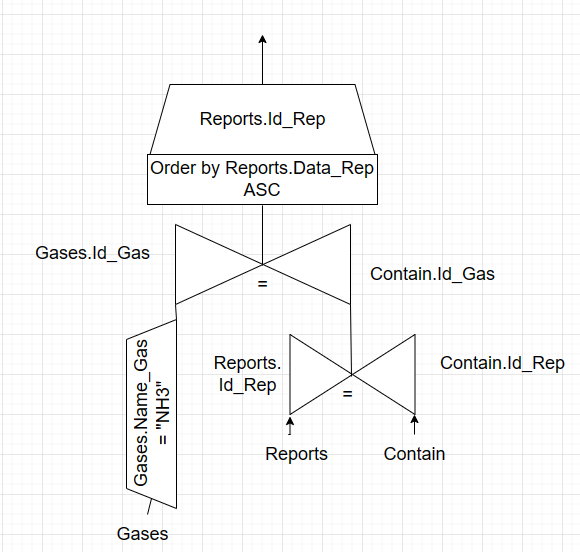 Reports.Id_Rep
Order by Reports.Data_Rep
ASC
Gases.Id_Gas
Contain.Id_Gas
=
Gases.Name_Gas
= "NH3"
Reports.
Id_Rep
Contain.Id_Rep
=
Reports
Contain
Gases